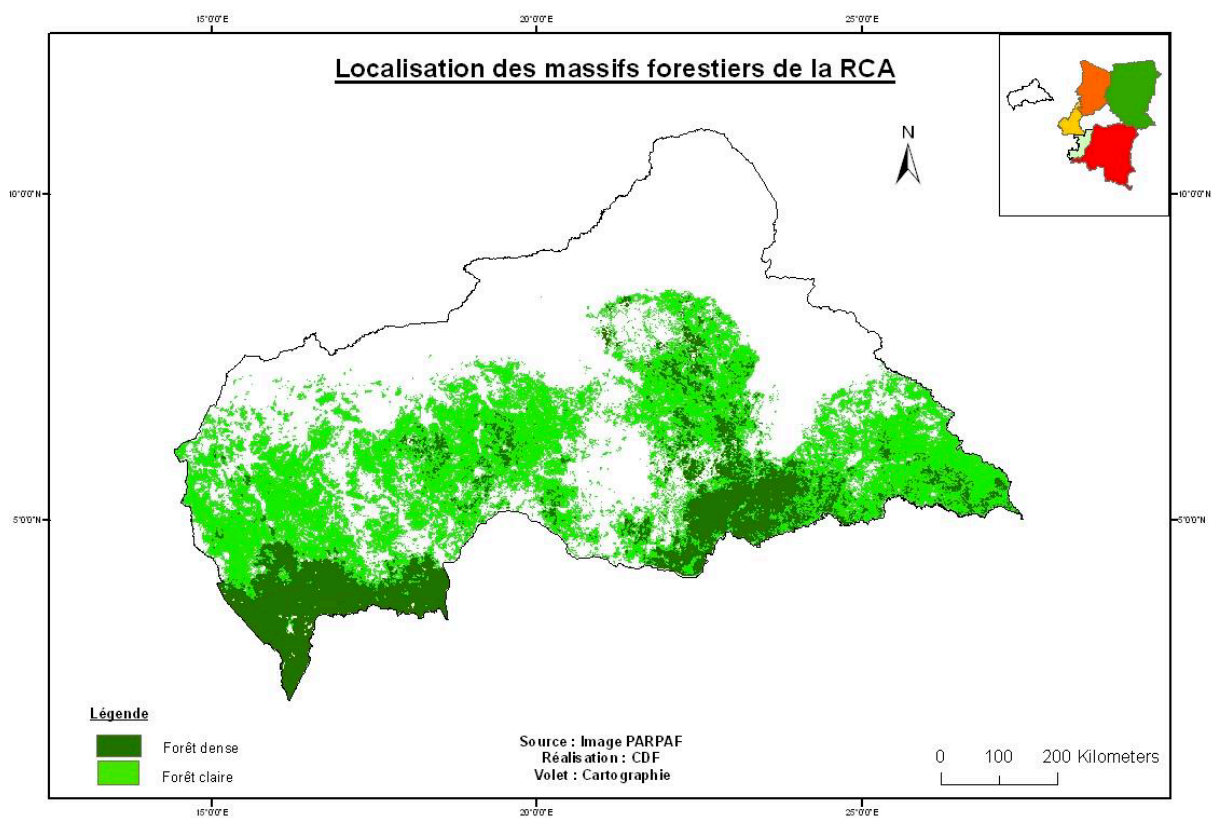 15°0'0"E 20°0'0"E 25°0'0"E
Localisation des massifs forestiers de la RCA
N
10°0'0"N 10°0'0"N
5°0'0"N 5°0'0"N
Légende
Forêt dense
Forêt claire
Source : Image PARPAF
Réalisation : CDF
Volet : Cartographie
0 100 200 Kilometers
15°0'0"E 20°0'0"E 25°0'0"E